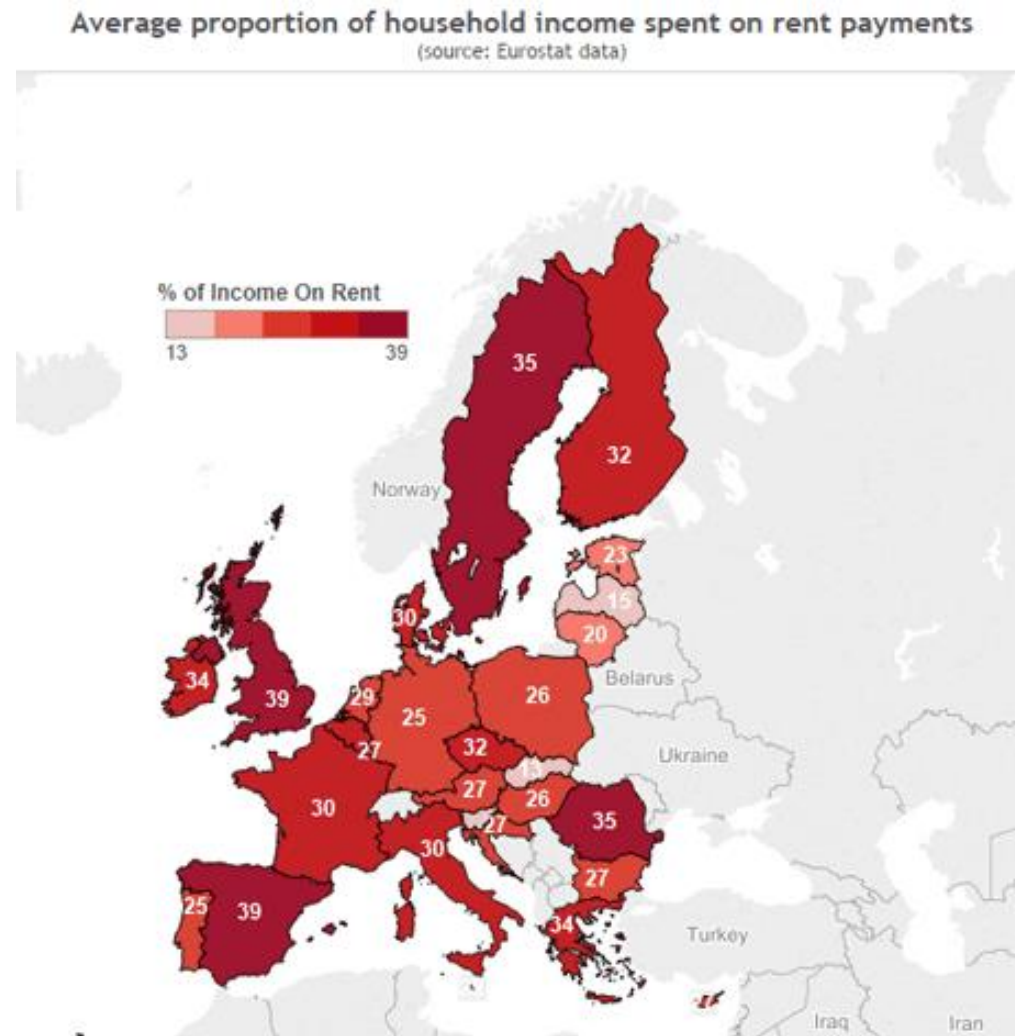 Average proportion of household income spent on rent payments
(source: Eurostat data)
% of Income On Rent
13 39
35
32
Norway
23
15
30
20
Belarus
34
39
29
25
26
27
32
Ukraine
13
27
26
30
27
35
30
27
25
39
34
Turkey
Iraq
Iran